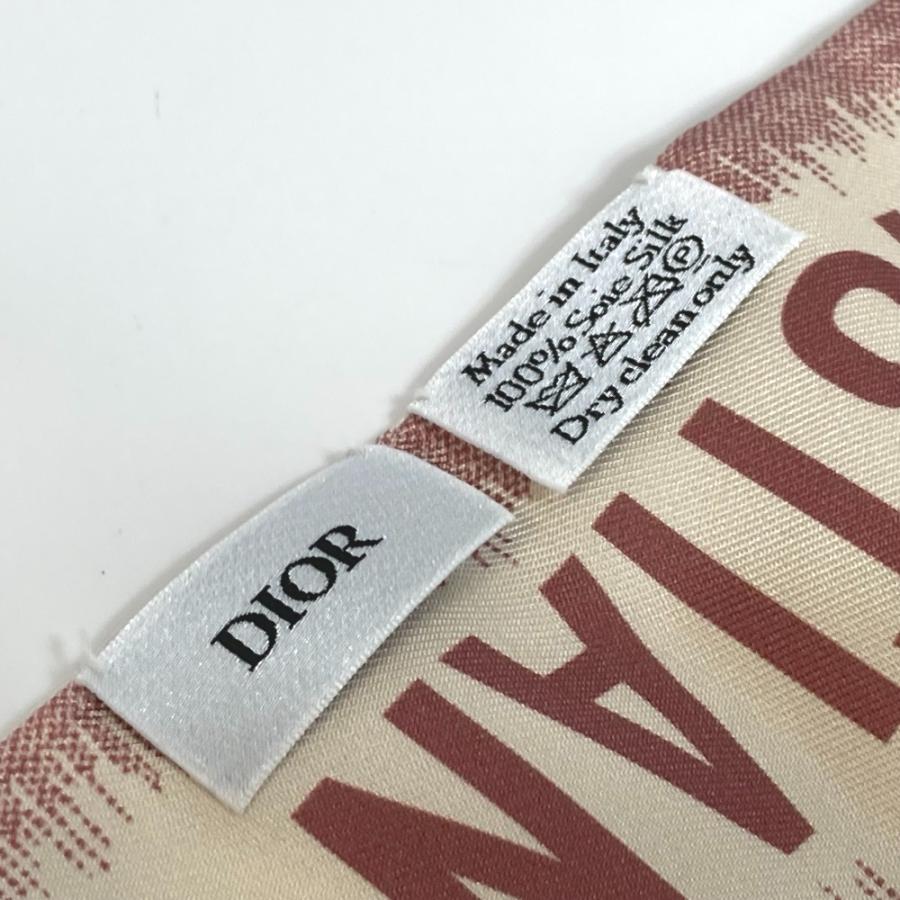 Made in Italy
100% Soie Silk
P
Dry clean only
DIOR